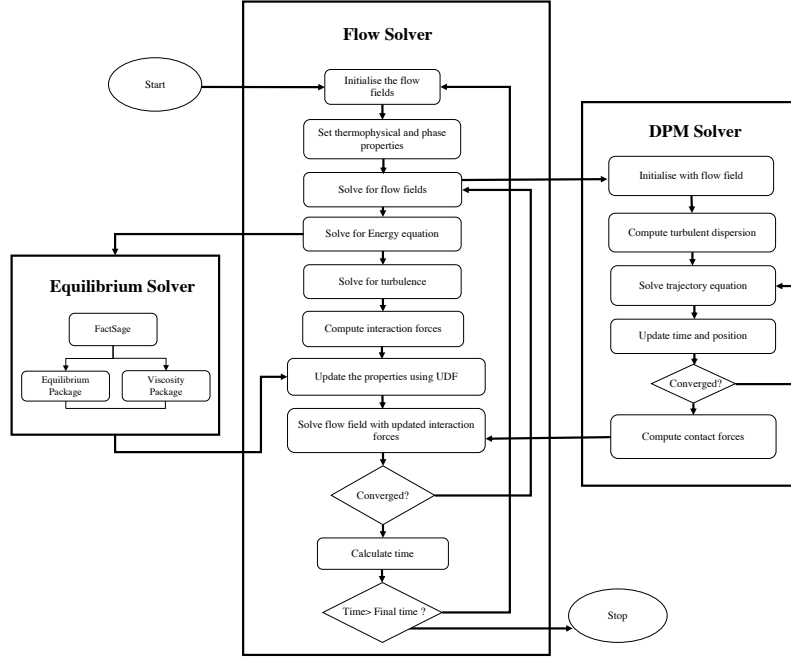 Flow Solver
Start
Initialise the flow
fields
Set thermophysical and phase
properties
Solve for flow fields
Solve for Energy equation
Solve for turbulence
Compute interaction forces
Update the properties using UDF
Solve flow field with updated interaction
forces
Converged?
Calculate time
Time> Final time ?
Stop
Equilibrium Solver
FactSage
Equilibrium
Package
Viscosity
Package
DPM Solver
Initialise with flow field
Compute turbulent dispersion
Solve trajectory equation
Update time and position
Converged?
Compute contact forces